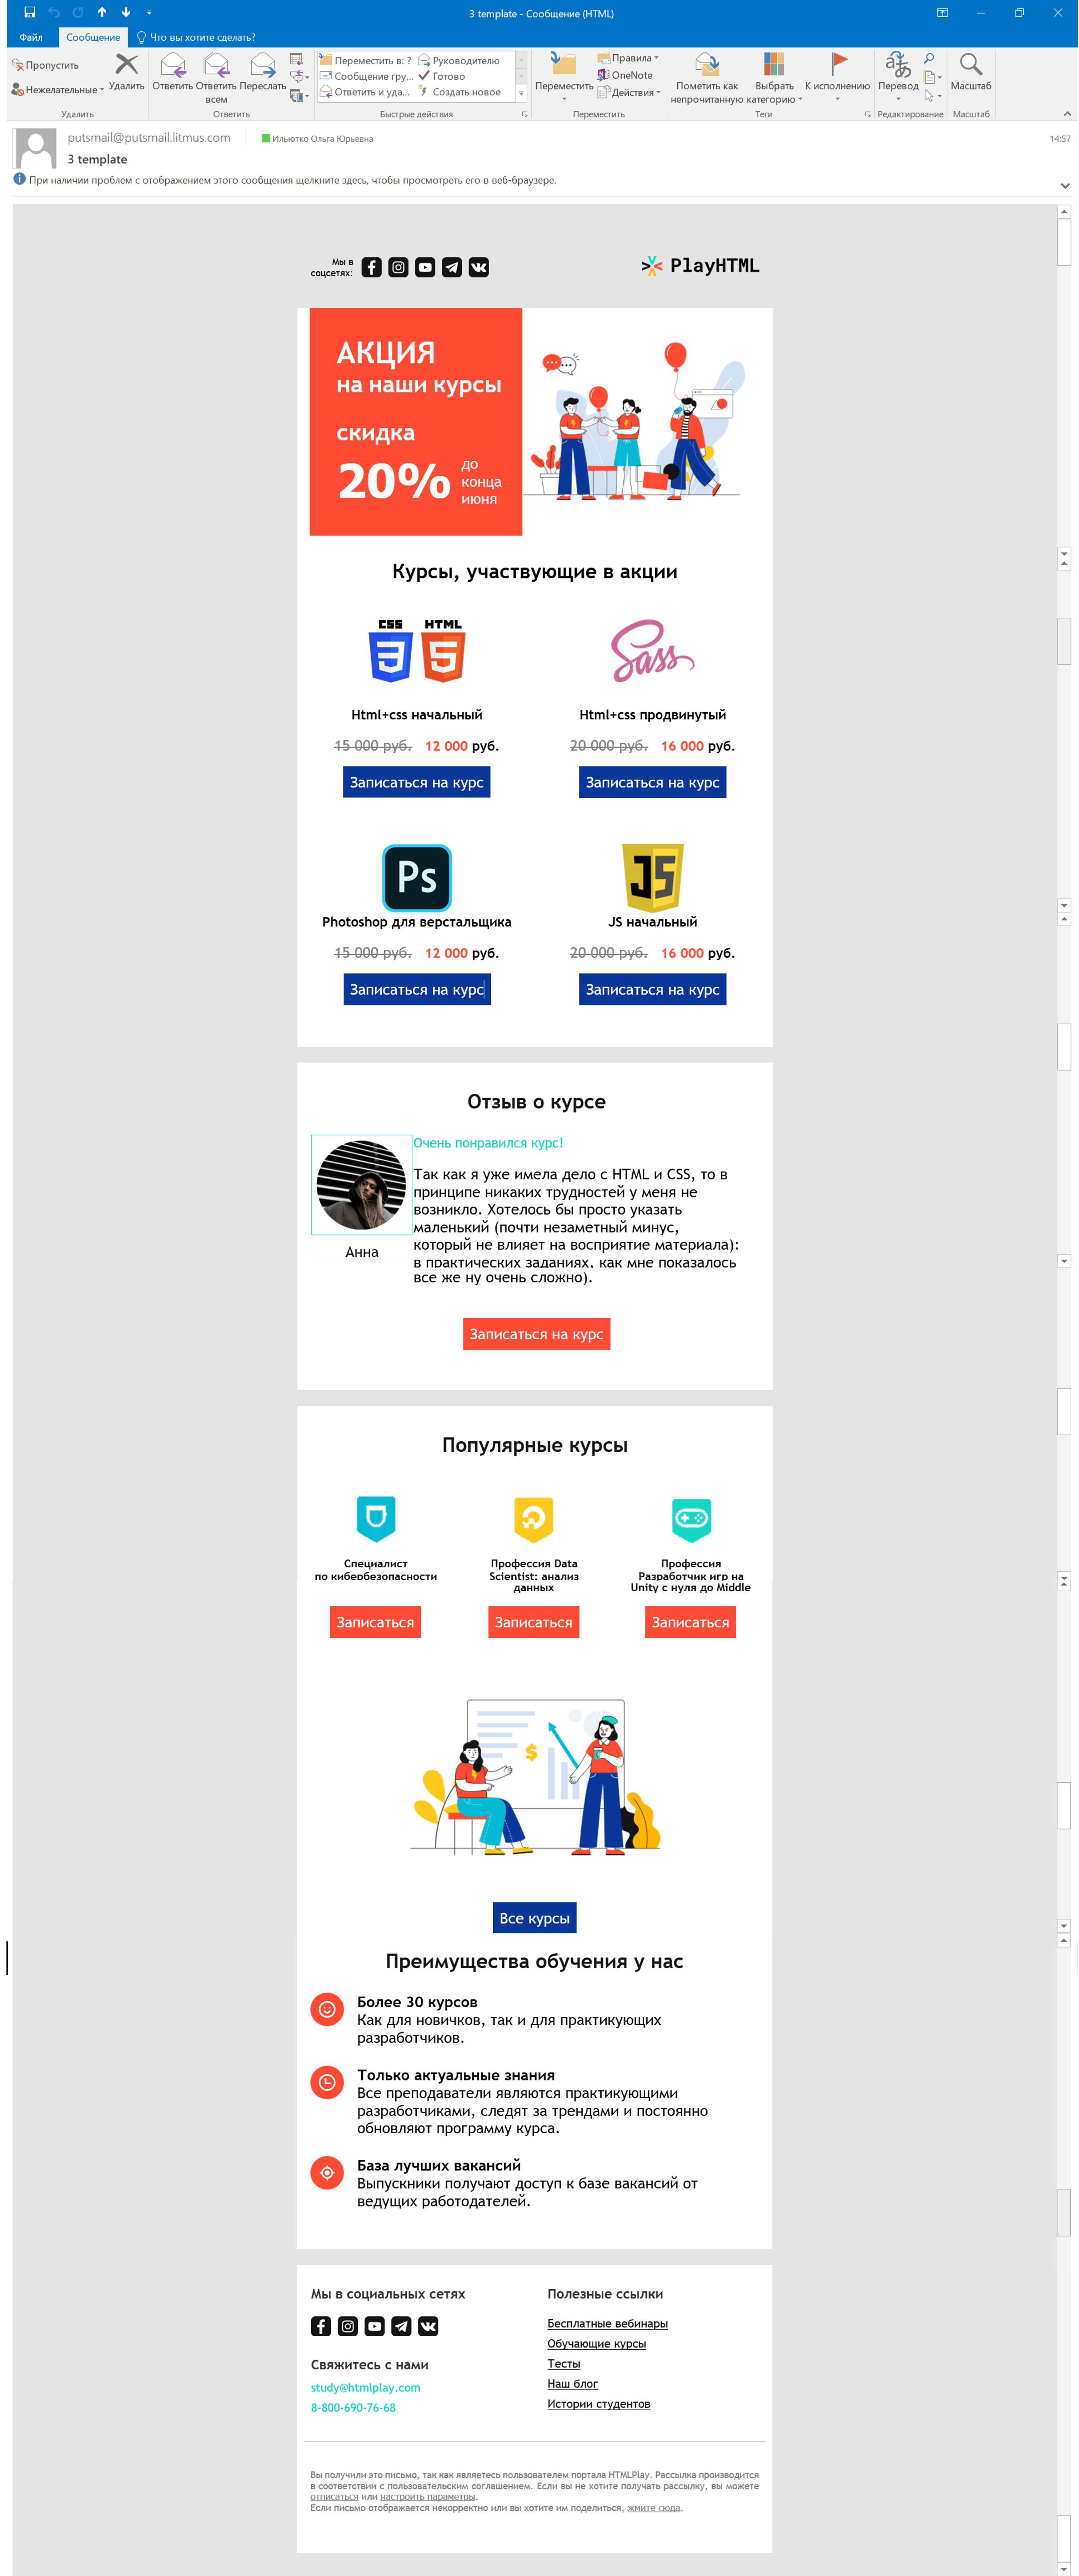 3 template - Сообщение (HTML)
Файл
Сообщение
Что вы хотите сделать?
Пропустить
Нежелательные
Удалить
Удалить
Ответить
Ответить всем
Переслать
Ответить
Переместить в: ?
Руководителю
Сообщение гру...
Готово
Ответить и уда...
Создать новое
Быстрые действия
Переместить
Правила
OneNote
Действия
Переместить
Пометить как непрочитанную
Выбрать категорию
К исполнению
Теги
Перевод
Редактирование
Масштаб
Масштаб
putsmail@putsmail.litmus.com
Ильютко Ольга Юрьевна
14:57
3 template
При наличии проблем с отображением этого сообщения щелкните здесь, чтобы просмотреть его в веб-браузере.
Мы в
соцсетях:
PlayHTML
АКЦИЯ
на наши курсы
скидка
20%
до
конца
июня
Курсы, участвующие в акции
CSS
HTML
Sass
Html+css начальный
Html+css продвинутый
15 000 руб. 12 000 руб.
20 000 руб. 16 000 руб.
Записаться на курс
Записаться на курс
Ps
JS
Photoshop для верстальщика
JS начальный
15 000 руб. 12 000 руб.
20 000 руб. 16 000 руб.
Записаться на курс
Записаться на курс
Отзыв о курсе
Очень понравился курс!
Так как я уже имела дело с HTML и CSS, то в
принципе никаких трудностей у меня не
возникло. Хотелось бы просто указать
маленький (почти незаметный минус,
который не влияет на восприятие материала):
в практических заданиях, как мне показалось
все же ну очень сложно).
Анна
Записаться на курс
Популярные курсы
Специалист
по кибербезопасности
Профессия Data
Scientist: анализ
данных
Профессия
Разработчик игр на
Unity с нуля до Middle
Записаться
Записаться
Записаться
Все курсы
Преимущества обучения у нас
Более 30 курсов
Как для новичков, так и для практикующих
разработчиков.
Только актуальные знания
Все преподаватели являются практикующими
разработчиками, следят за трендами и постоянно
обновляют программу курса.
База лучших вакансий
Выпускники получают доступ к базе вакансий от
ведущих работодателей.
Мы в социальных сетях
Свяжитесь с нами
study@htmlplay.com
8-800-690-76-68
Полезные ссылки
Бесплатные вебинары
Обучающие курсы
Тесты
Наш блог
Истории студентов
Вы получили это письмо, так как являетесь пользователем портала HTMLPlay. Рассылка производится
в соответствии с пользовательским соглашением. Если вы не хотите получать рассылку, вы можете
отписаться или настроить параметры.
Если письмо отображается некорректно или вы хотите им поделиться, жмите сюда.